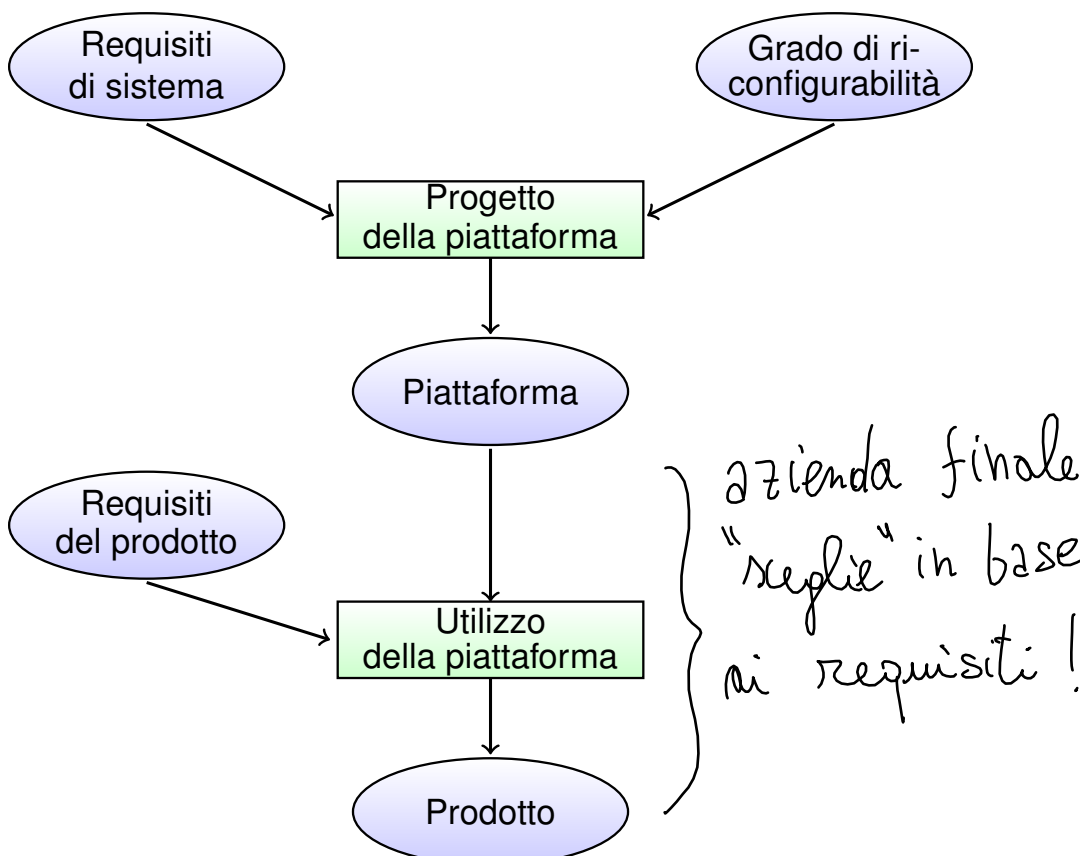 Requisiti
di sistema
Grado di ri-
configurabilità
Progetto
della piattaforma
Piattaforma
Requisiti
del prodotto
Utilizzo
della piattaforma
Prodotto
azienda finale
"sceglie" in base
ai requisiti !